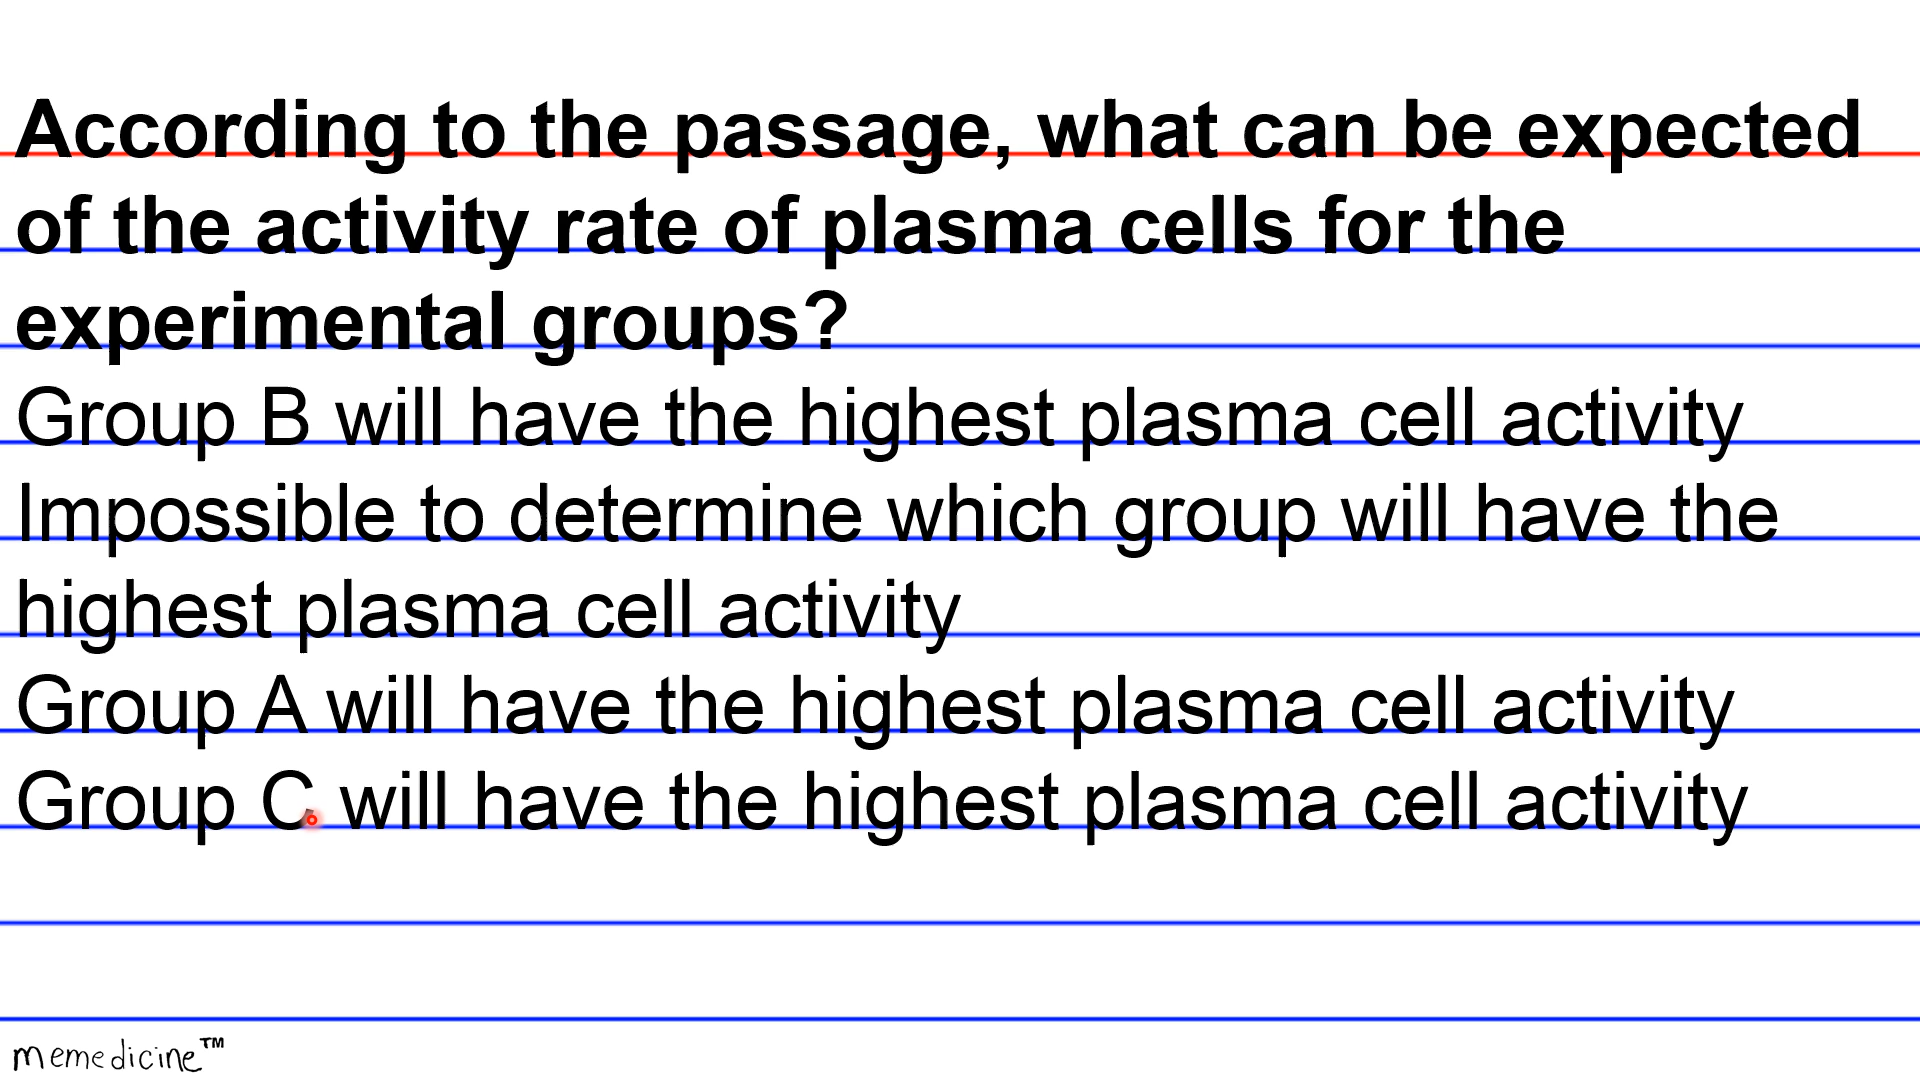 According to the passage, what can be expected
of the activity rate of plasma cells for the
experimental groups?
Group B will have the highest plasma cell activity
Impossible to determine which group will have the
highest plasma cell activity
Group A will have the highest plasma cell activity
Group C will have the highest plasma cell activity
memedicine™